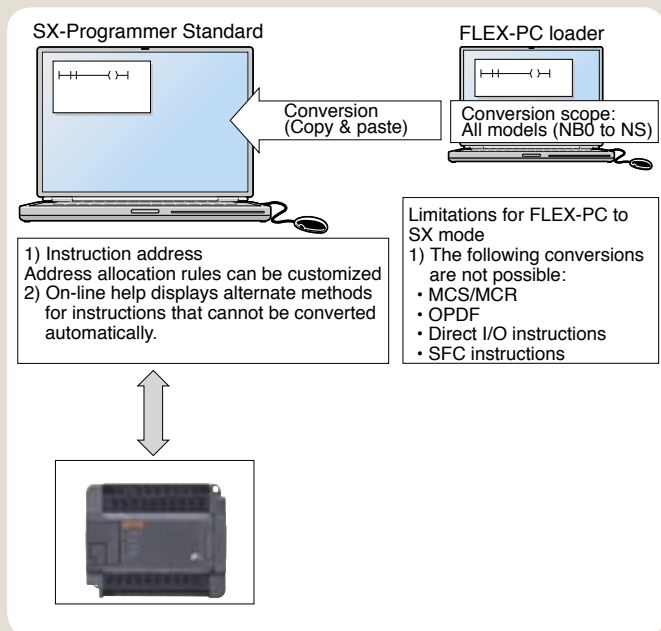 SX-Programmer Standard
FLEX-PC loader
Conversion
(Copy & paste)
Conversion scope:
All models (NB0 to NS)
1) Instruction address
Address allocation rules can be customized
2) On-line help displays alternate methods
for instructions that cannot be converted
automatically.
Limitations for FLEX-PC to
SX mode
1) The following conversions
are not possible:
・MCS/MCR
・OPDF
・Direct I/O instructions
・SFC instructions